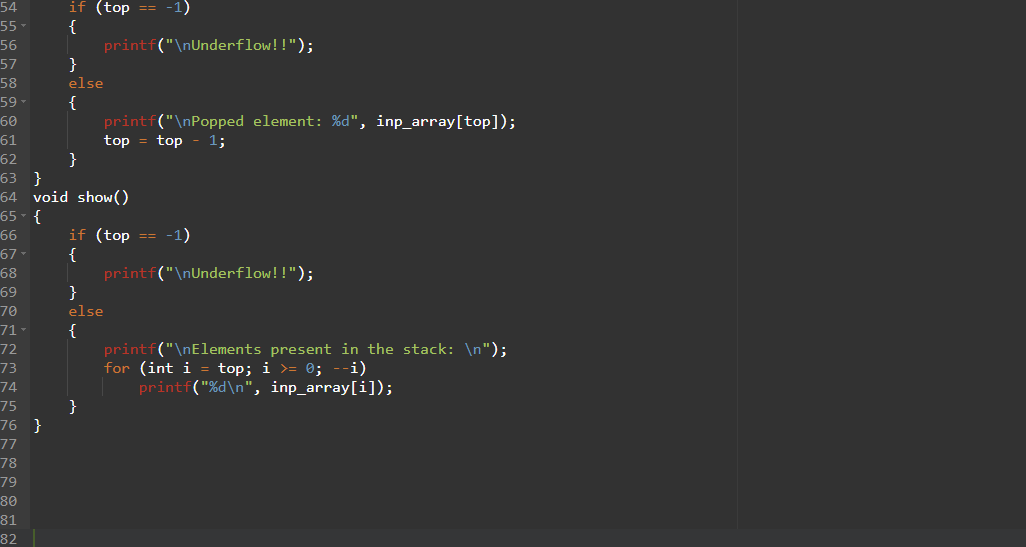 54     if (top == -1)
55     {
56         printf("\nUnderflow!!");
57     }
58     else
59     {
60         printf("\nPopped element: %d", inp_array[top]);
61         top = top - 1;
62     }
63 }
64 void show()
65 {
66     if (top == -1)
67     {
68         printf("\nUnderflow!!");
69     }
70     else
71     {
72         printf("\nElements present in the stack: \n");
73         for (int i = top; i >= 0; --i)
74             printf("%d\n", inp_array[i]);
75     }
76 }
77
78
79
80
81
82